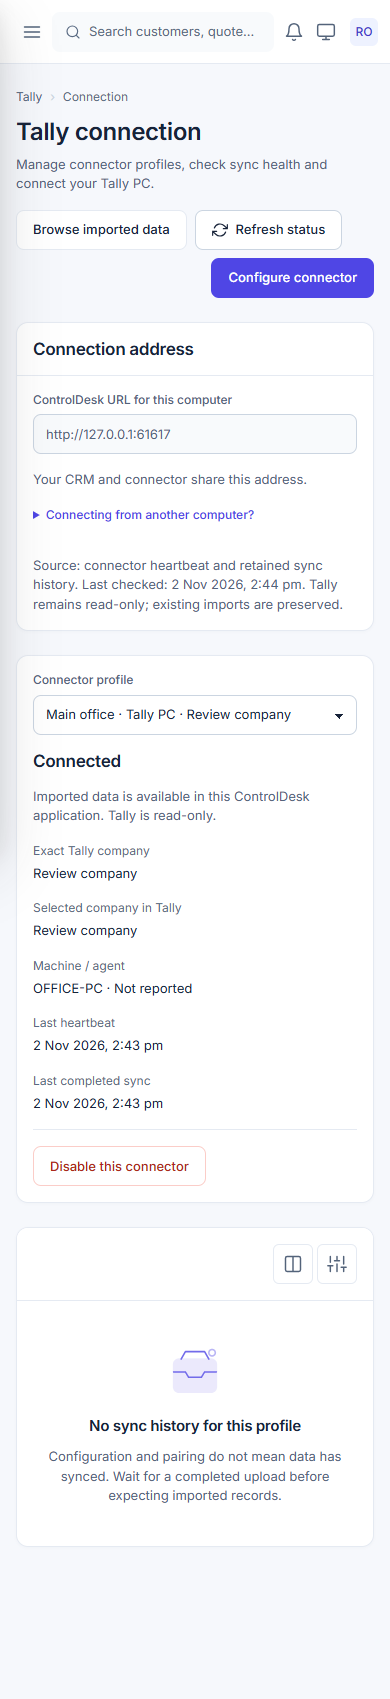 Search customers, quote...
RO
Tally › Connection
Tally connection
Manage connector profiles, check sync health and
connect your Tally PC.
Browse imported data
Refresh status
Configure connector
Connection address
ControlDesk URL for this computer
http://127.0.0.1:61617
Your CRM and connector share this address.
Connecting from another computer?
Source: connector heartbeat and retained sync
history. Last checked: 2 Nov 2026, 2:44 pm. Tally
remains read-only; existing imports are preserved.
Connector profile
Main office · Tally PC · Review company
Connected
Imported data is available in this ControlDesk
application. Tally is read-only.
Exact Tally company
Review company
Selected company in Tally
Review company
Machine / agent
OFFICE-PC · Not reported
Last heartbeat
2 Nov 2026, 2:43 pm
Last completed sync
2 Nov 2026, 2:43 pm
Disable this connector
No sync history for this profile
Configuration and pairing do not mean data has
synced. Wait for a completed upload before
expecting imported records.